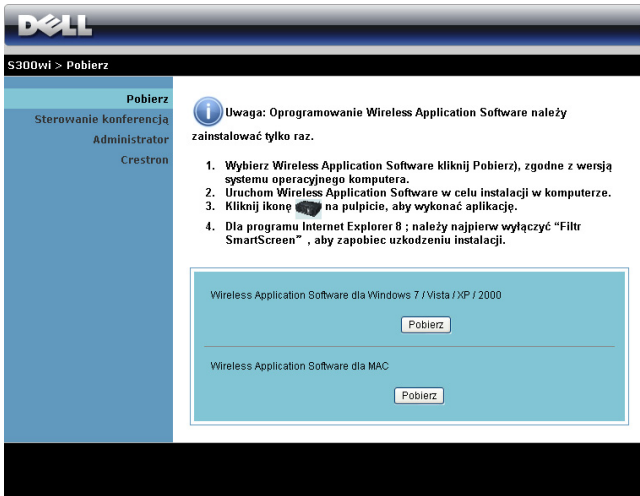 DELL
S300wi > Pobierz
Pobierz
Sterowanie konferencją
Administrator
Crestron
Uwaga: Oprogramowanie Wireless Application Software należy
zainstalować tylko raz.
1. Wybierz Wireless Application Software kliknij Pobierz), zgodne z wersją
systemu operacyjnego komputera.
2. Uruchom Wireless Application Software w celu instalacji w komputerze.
3. Kliknij ikonę na pulpicie, aby wykonać aplikację.
4. Dla programu Internet Explorer 8 ; należy najpierw wyłączyć “Filtr
SmartScreen” , aby zapobiec uzkodzeniu instalacji.
Wireless Application Software dla Windows 7 / Vista / XP / 2000
Pobierz
Wireless Application Software dla MAC
Pobierz